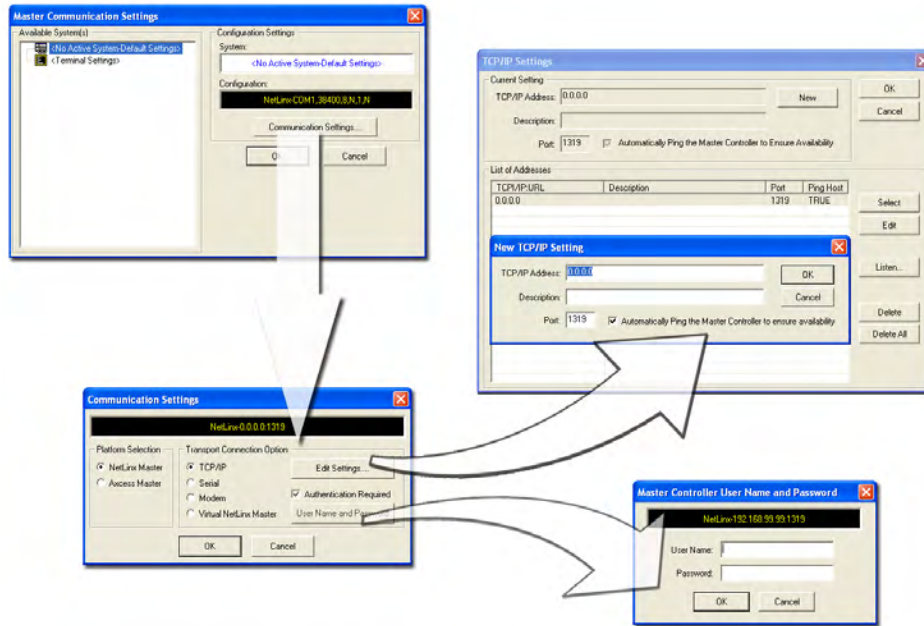 Master Communication Settings
Available System(s)
<No Active System-Default Settings>
<Terminal Settings>
Configuration Settings
System:
<No Active System-Default Settings>
Configuration:
NetLinx-COM1,38400,8,N,1,N
Communication Settings...
Cancel
TCP/IP Settings
Current Setting
TCP/IP Address: 0.0.0.0
New
Description:
Port: 1319 Automatically Ping the Master Controller to Ensure Availability
OK
Cancel
List of Addresses
TCP\/IP:URL Description Port Ping Host
0.0.0.0 1319 TRUE
Select
Edit
Listen...
Delete
Delete All
New TCP/IP Setting
TCP/IP Address: 0.0.0.0
OK
Description:
Cancel
Port: 1319 Automatically Ping the Master Controller to ensure availability
Communication Settings
NetLinx-0.0.0.0:1319
Platform Selection
NetLinx Master
Axcess Master
Transport Connection Option
TCP/IP
Serial
Modem
Virtual NetLinx Master
Edit Settings...
Authentication Required
User Name and Password
OK Cancel
Master Controller User Name and Password
NetLinx-192.168.99.99:1319
User Name:
Password:
OK Cancel